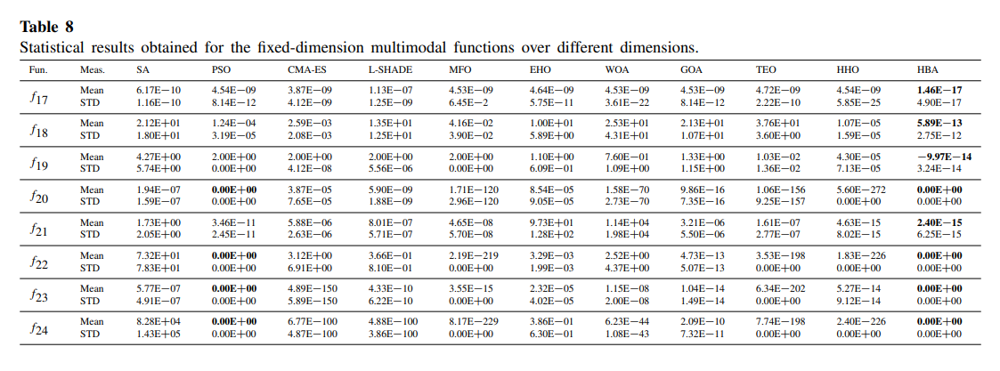 Table 8
Statistical results obtained for the fixed-dimension multimodal functions over different dimensions.
Fun. Meas. SA PSO CMA-ES L-SHADE MFO EHO WOA GOA TEO HHO HBA
f17 Mean 6.17E−10 4.54E−09 3.87E−09 1.13E−07 4.53E−09 4.64E−09 4.53E−09 4.53E−09 4.72E−09 4.54E−09 1.46E−17
STD 1.16E−10 8.14E−12 4.12E−09 1.25E−09 6.45E−2 5.75E−11 3.61E−22 8.14E−12 2.22E−10 5.85E−25 4.90E−17
f18 Mean 2.12E+01 1.24E−04 2.59E−03 1.35E+01 4.16E−02 1.00E+01 2.53E+01 2.13E+01 3.76E+01 1.07E−05 5.89E−13
STD 1.80E+01 3.19E−05 2.08E−03 1.25E+01 3.90E−02 5.89E+00 4.31E+01 1.07E+01 3.60E+00 1.59E−05 2.75E−12
f19 Mean 4.27E+00 2.00E+00 2.00E+00 2.00E+00 2.00E+00 1.10E+00 7.60E−01 1.33E+00 1.03E−02 4.30E−05 −9.97E−14
STD 5.74E+00 0.00E+00 4.12E−08 5.56E−06 0.00E+00 6.09E−01 1.09E+00 1.15E+00 1.36E−02 7.13E−05 3.24E−14
f20 Mean 1.94E−07 0.00E+00 3.87E−05 5.90E−09 1.71E−120 8.54E−05 1.58E−70 9.86E−16 1.06E−156 5.60E−272 0.00E+00
STD 1.59E−07 0.00E+00 7.65E−05 1.88E−09 2.96E−120 9.05E−05 2.73E−70 7.35E−16 9.25E−157 0.00E+00 0.00E+00
f21 Mean 1.73E+00 3.46E−11 5.88E−06 8.01E−07 4.65E−08 9.73E+01 1.14E+04 3.21E−06 1.61E−07 4.63E−15 2.40E−15
STD 2.05E+00 2.45E−11 2.63E−06 5.71E−07 5.70E−08 1.28E+02 1.98E+04 5.50E−06 2.77E−07 8.02E−15 6.25E−15
f22 Mean 7.32E+01 0.00E+00 3.12E+00 3.66E−01 2.19E−219 3.29E−03 2.52E+00 4.73E−13 3.53E−198 1.83E−226 0.00E+00
STD 7.83E+01 0.00E+00 6.91E+00 8.10E−01 0.00E+00 1.99E−03 4.37E+00 5.07E−13 0.00E+00 0.00E+00 0.00E+00
f23 Mean 5.77E−07 0.00E+00 4.89E−150 4.33E−10 3.55E−15 2.32E−05 1.15E−08 1.04E−14 6.34E−202 5.27E−14 0.00E+00
STD 4.91E−07 0.00E+00 5.89E−150 6.22E−10 0.00E+00 4.02E−05 2.00E−08 1.49E−14 0.00E+00 9.12E−14 0.00E+00
f24 Mean 8.28E+04 0.00E+00 6.77E−100 4.88E−100 8.17E−229 3.86E−01 6.23E−44 2.09E−10 7.74E−198 2.40E−226 0.00E+00
STD 1.43E+05 0.00E+00 4.87E−100 3.86E−100 0.00E+00 6.30E−01 1.08E−43 7.32E−11 0.00E+00 0.00E+00 0.00E+00